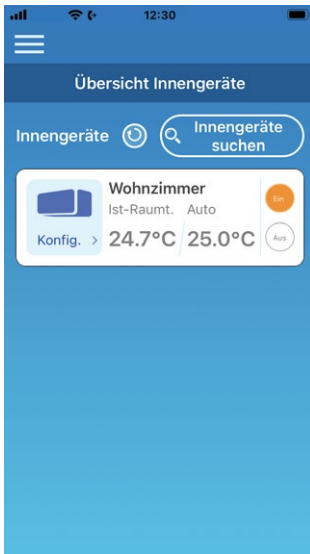 12:30
Übersicht Innengeräte
Innengeräte
Innengeräte
suchen
Wohnzimmer
Ist-Raumt. Auto
Ein
Konfig. > 24.7°C 25.0°C
Aus